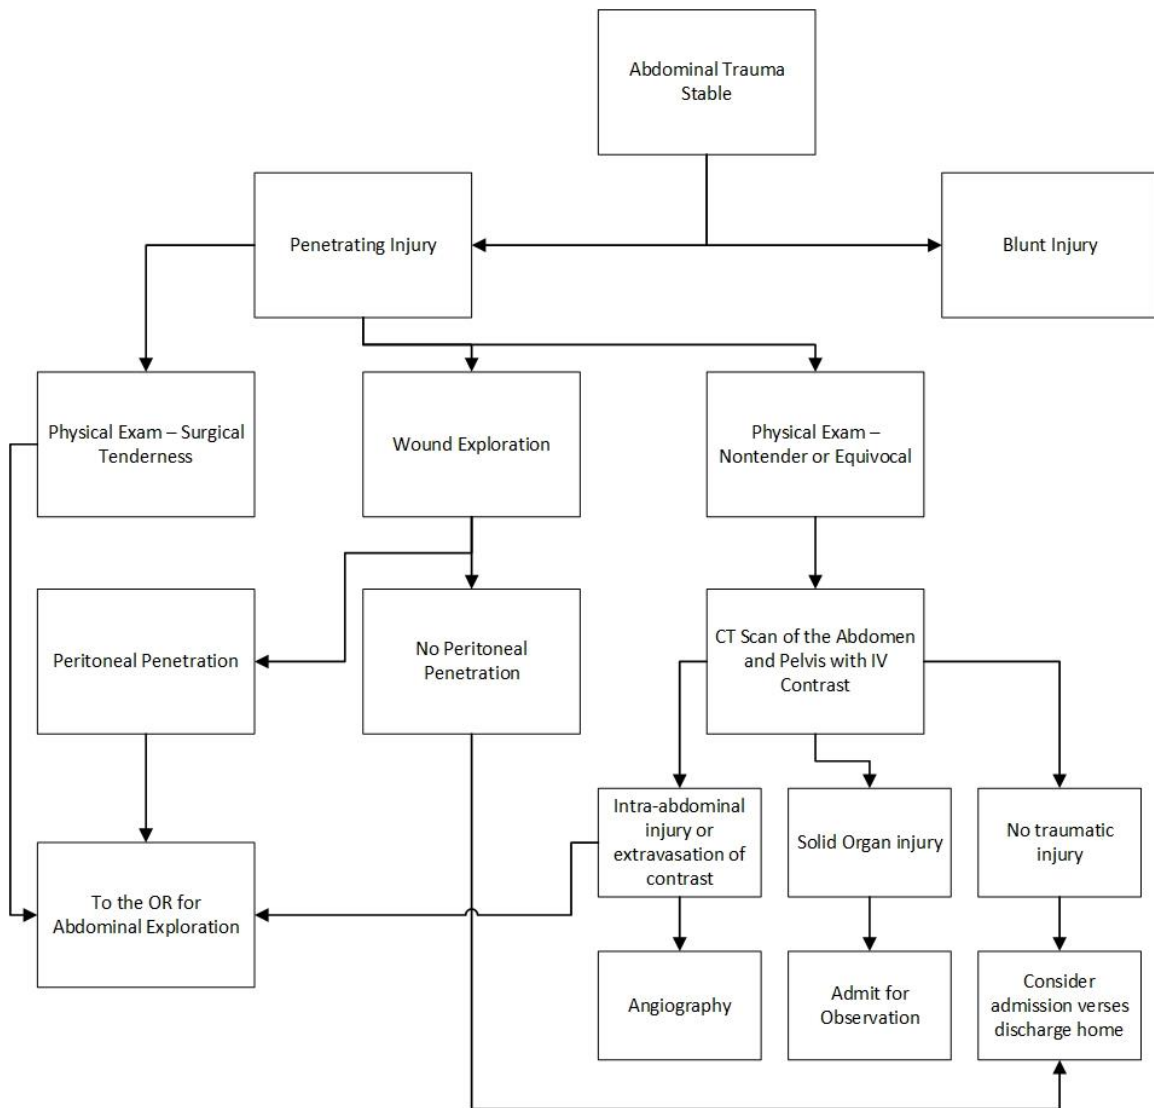 Abdominal Trauma
Stable
Penetrating Injury
Blunt Injury
Physical Exam – Surgical
Tenderness
Wound Exploration
Physical Exam –
Nontender or Equivocal
Peritoneal Penetration
No Peritoneal
Penetration
CT Scan of the Abdomen
and Pelvis with IV
Contrast
To the OR for
Abdominal Exploration
Intra-abdominal
injury or
extravasation of
contrast
Solid Organ injury
No traumatic
injury
Angiography
Admit for
Observation
Consider
admission verses
discharge home